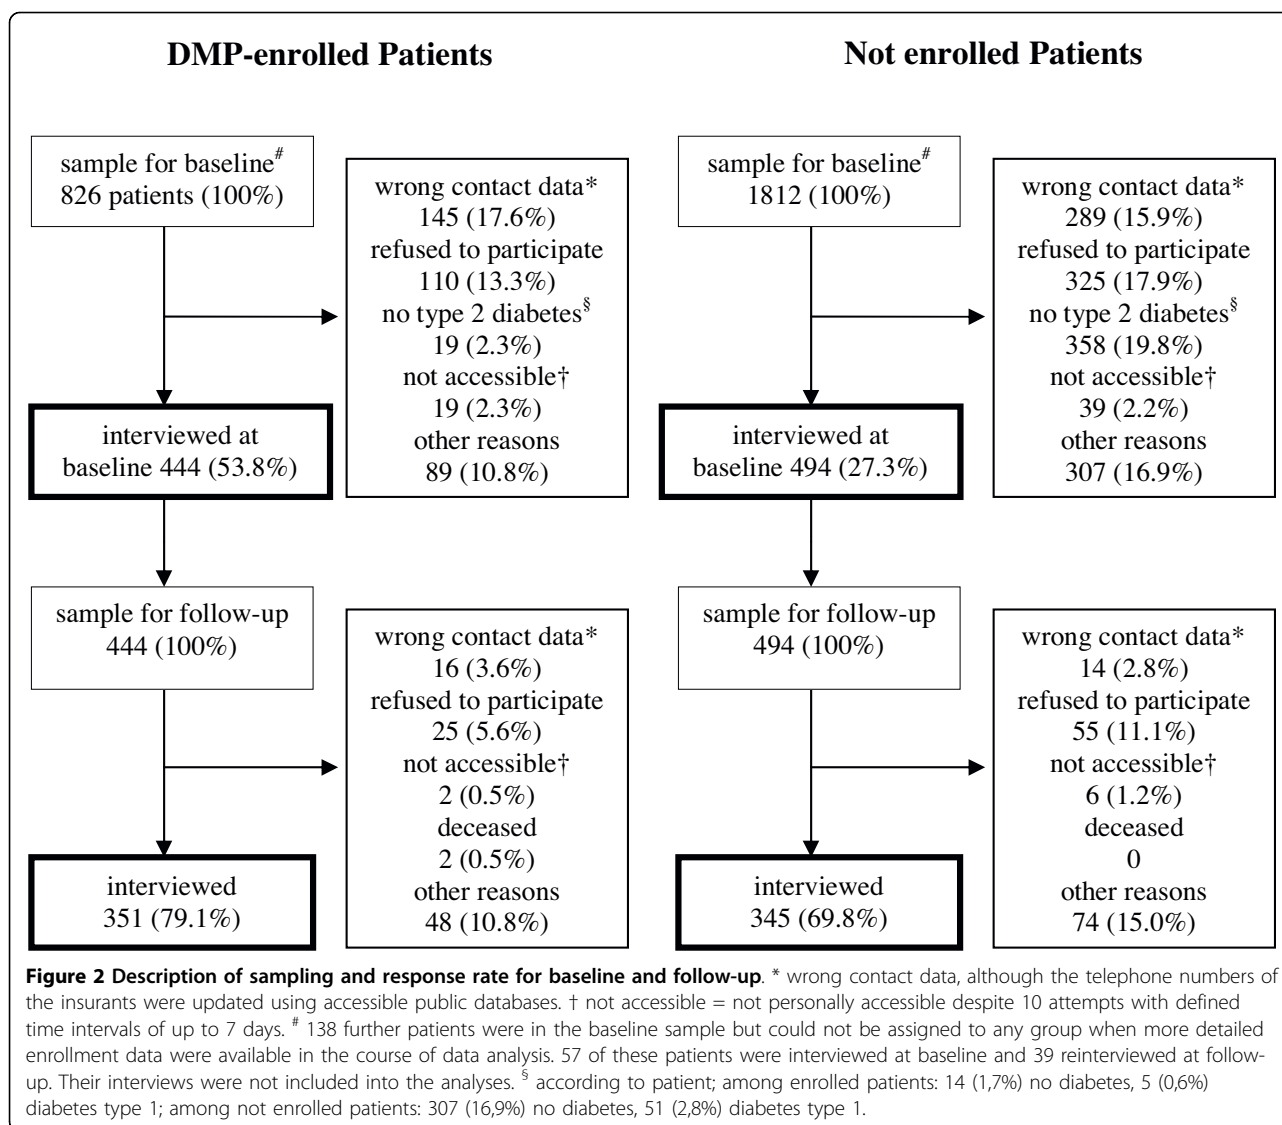 DMP-enrolled Patients
Not enrolled Patients
sample for baseline#
826 patients (100%)
wrong contact data*
145 (17.6%)
refused to participate
110 (13.3%)
no type 2 diabetes§
19 (2.3%)
not accessible†
19 (2.3%)
other reasons
89 (10.8%)
sample for baseline#
1812 (100%)
wrong contact data*
289 (15.9%)
refused to participate
325 (17.9%)
no type 2 diabetes§
358 (19.8%)
not accessible†
39 (2.2%)
other reasons
307 (16.9%)
interviewed at
baseline 444 (53.8%)
interviewed at
baseline 494 (27.3%)
sample for follow-up
444 (100%)
wrong contact data*
16 (3.6%)
refused to participate
25 (5.6%)
not accessible†
2 (0.5%)
deceased
2 (0.5%)
other reasons
48 (10.8%)
sample for follow-up
494 (100%)
wrong contact data*
14 (2.8%)
refused to participate
55 (11.1%)
not accessible†
6 (1.2%)
deceased
0
other reasons
74 (15.0%)
interviewed
351 (79.1%)
interviewed
345 (69.8%)
Figure 2 Description of sampling and response rate for baseline and follow-up. * wrong contact data, although the telephone numbers of
the insurants were updated using accessible public databases. † not accessible = not personally accessible despite 10 attempts with defined
time intervals of up to 7 days. # 138 further patients were in the baseline sample but could not be assigned to any group when more detailed
enrollment data were available in the course of data analysis. 57 of these patients were interviewed at baseline and 39 reinterviewed at follow-
up. Their interviews were not included into the analyses. § according to patient; among enrolled patients: 14 (1,7%) no diabetes, 5 (0,6%)
diabetes type 1; among not enrolled patients: 307 (16,9%) no diabetes, 51 (2,8%) diabetes type 1.